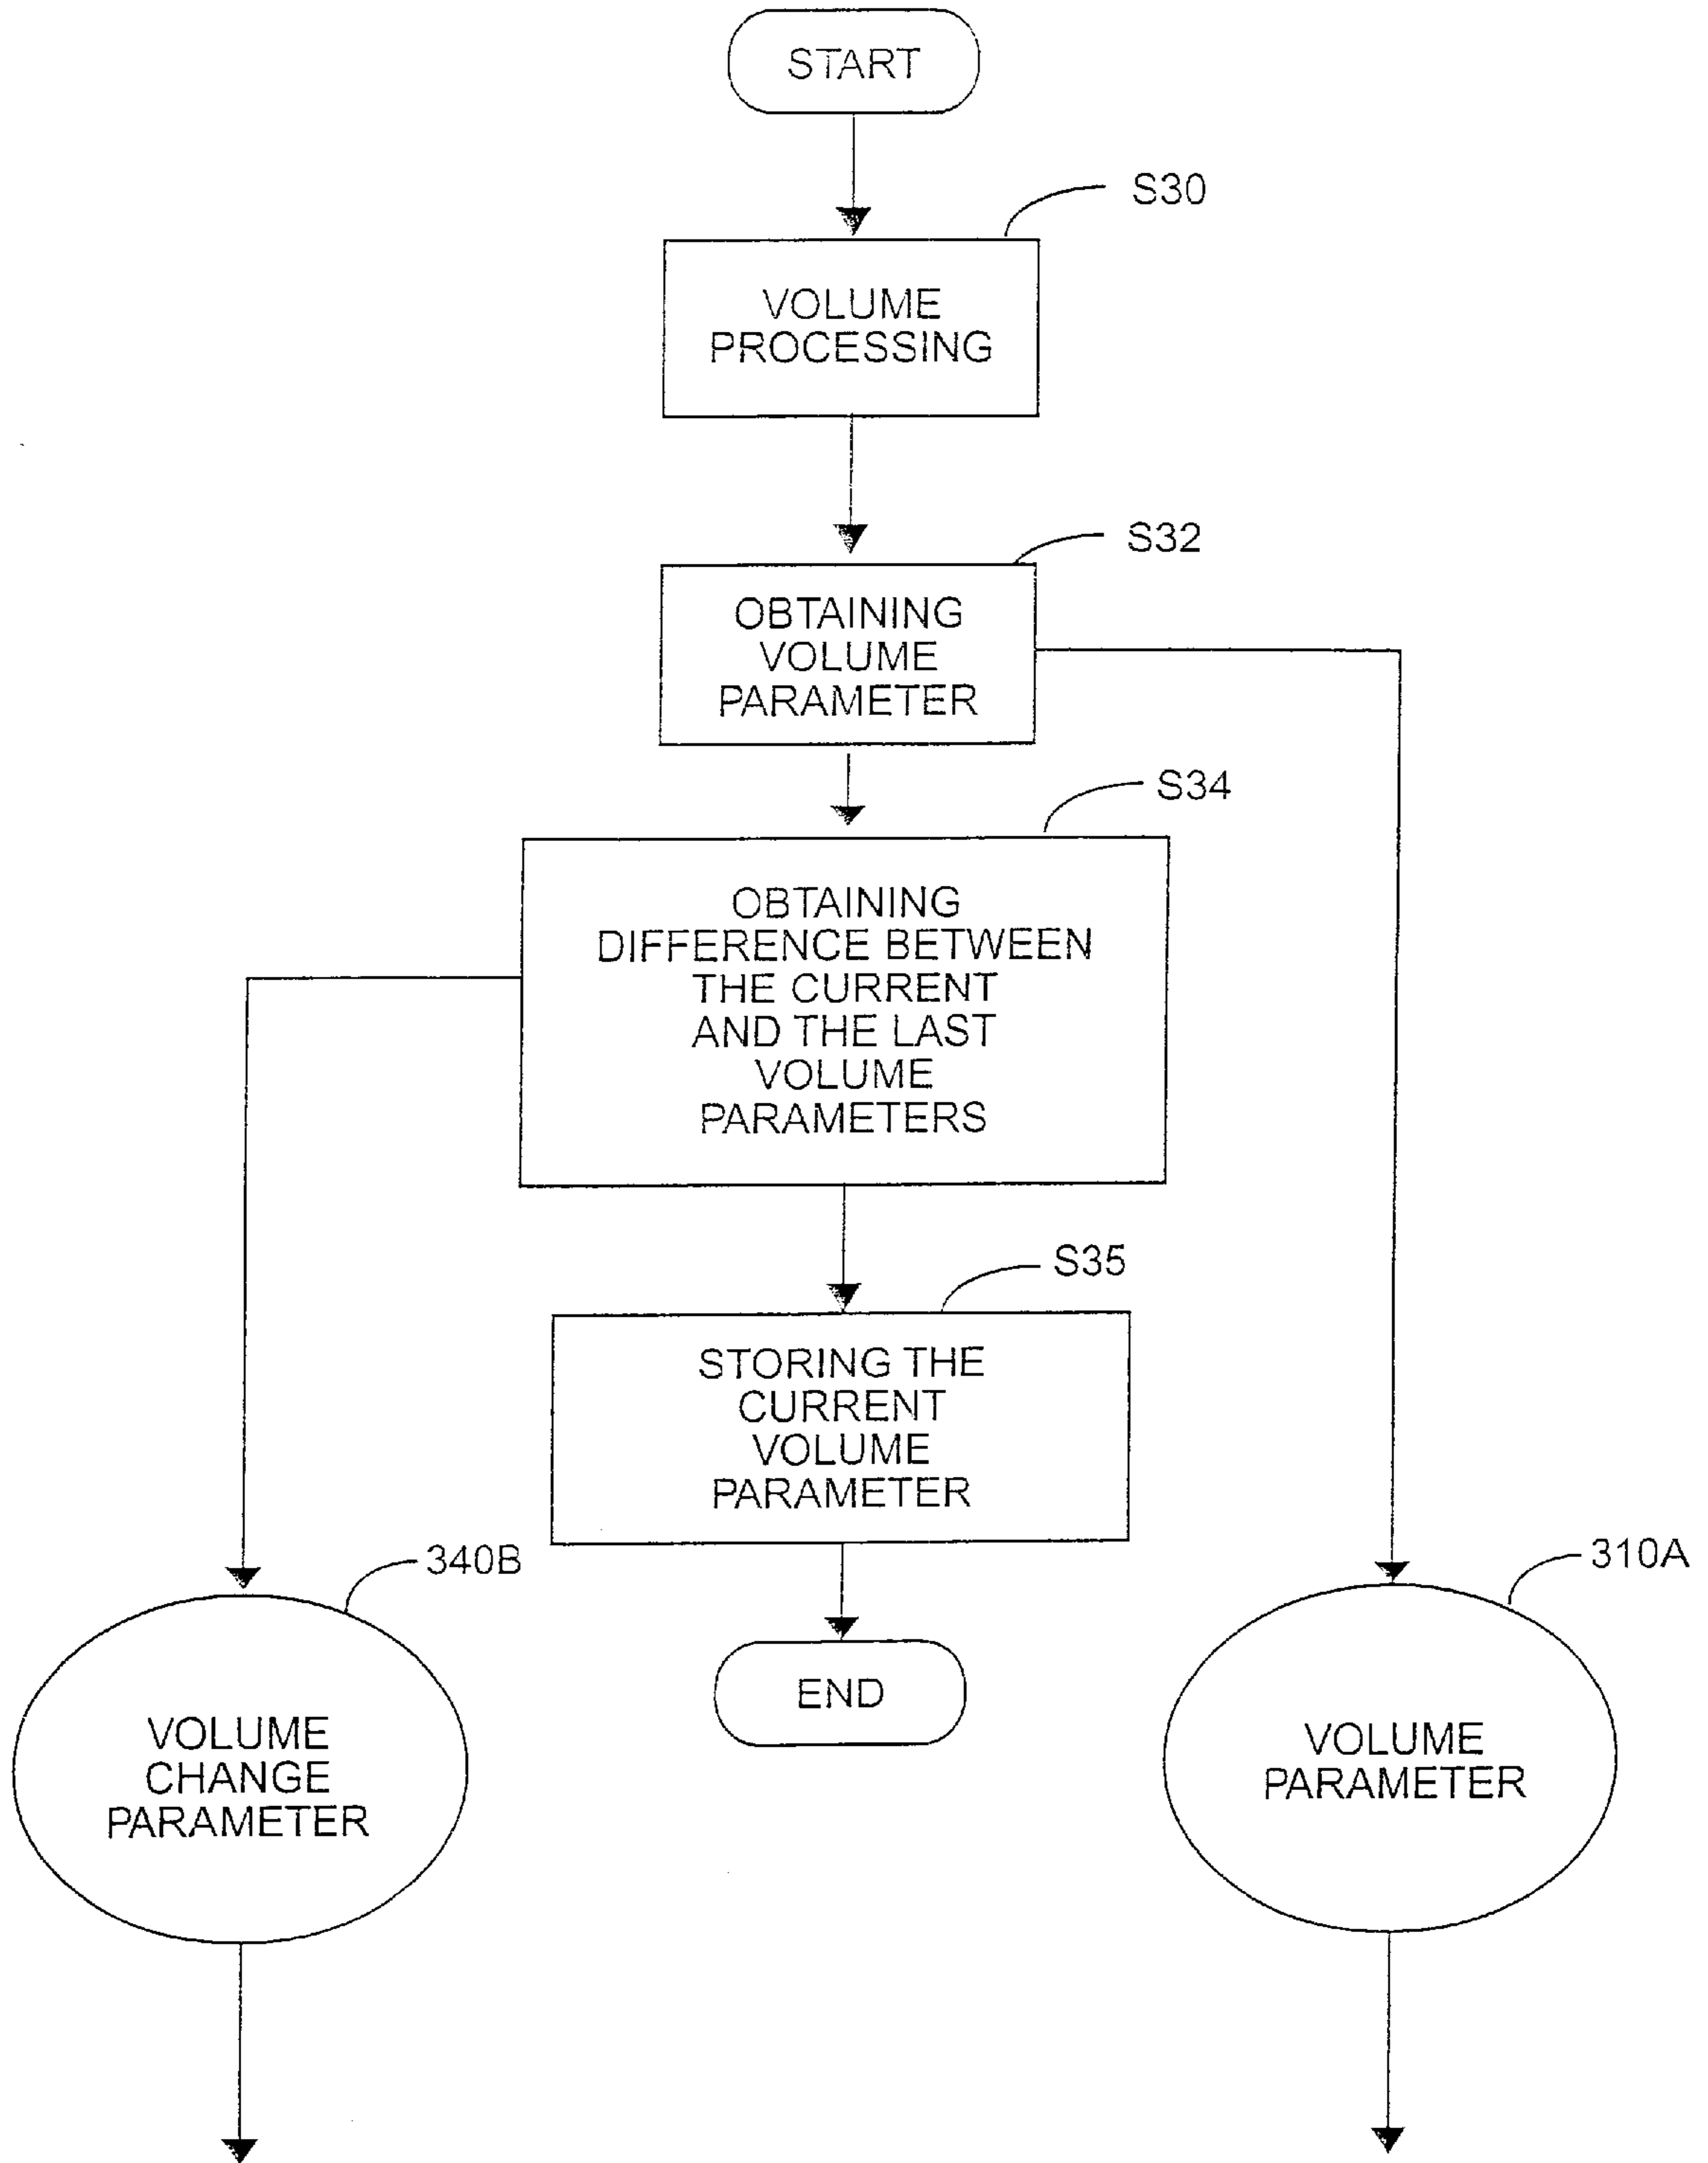 START
S30
VOLUME
PROCESSING
S32
OBTAINING
VOLUME
PARAMETER
S34
OBTAINING
DIFFERENCE BETWEEN
THE CURRENT
AND THE LAST
VOLUME
PARAMETERS
S35
STORING THE
CURRENT
VOLUME
PARAMETER
340B
310A
END
VOLUME
CHANGE
PARAMETER
VOLUME
PARAMETER